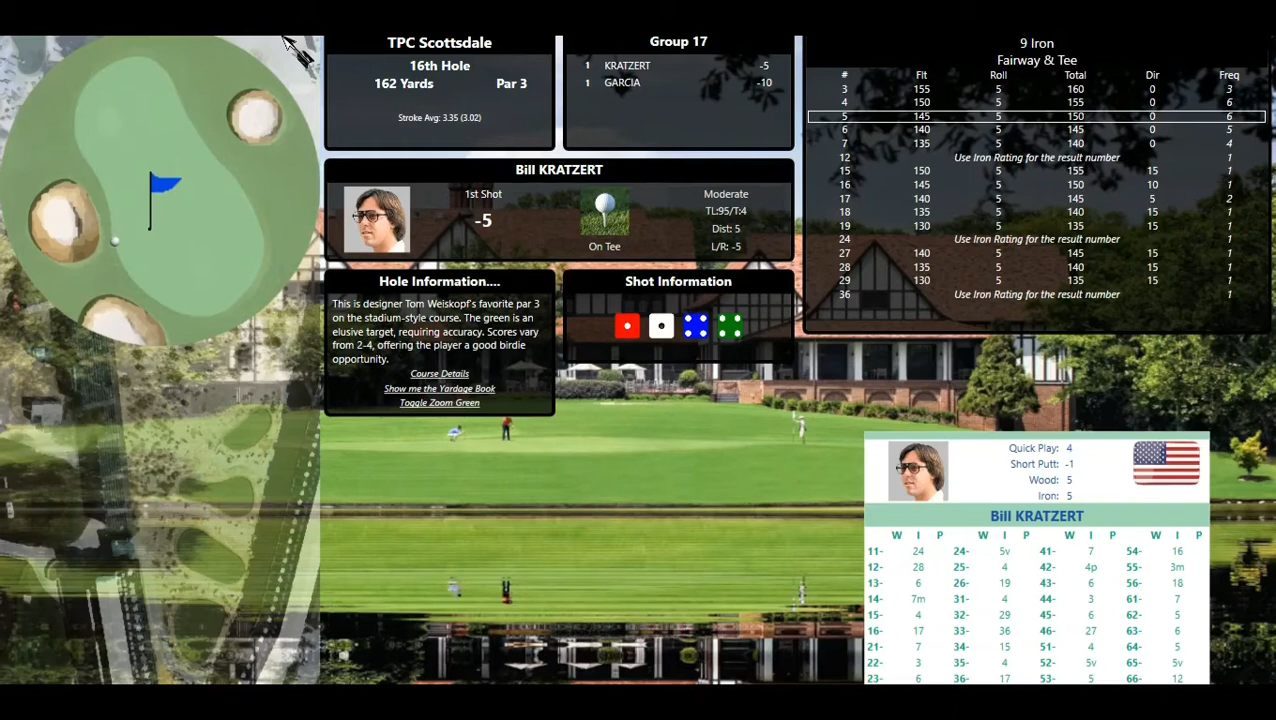 TPC Scottsdale
16th Hole
162 Yards Par 3
Stroke Avg: 3.35 (3.02)
Group 17
1 KRATZERT -5
1 GARCIA -10
Bill KRATZERT
1st Shot
-5
On Tee
Moderate
TL:95/T:4
Dist: 5
L/R: -5
Hole Information....
This is designer Tom Weiskopf's favorite par 3
on the stadium-style course. The green is an
elusive target, requiring accuracy. Scores vary
from 2-4, offering the player a good birdie
opportunity.
Course Details
Show me the Yardage Book
Toggle Zoom Green
Shot Information
9 Iron
Fairway & Tee
# Flt Roll Total Dir Freq
3 155 5 160 0 3
4 150 5 155 0 6
5 145 5 150 0 6
6 140 5 145 0 5
7 135 5 140 0 4
12 Use Iron Rating for the result number 1
15 150 5 155 15 1
16 145 5 150 10 1
17 140 5 145 5 2
18 135 5 140 15 1
19 130 5 135 15 1
24 Use Iron Rating for the result number 1
27 140 5 145 15 1
28 135 5 140 15 1
29 130 5 135 15 1
36 Use Iron Rating for the result number 1
Quick Play: 4
Short Putt: -1
Wood: 5
Iron: 5
Bill KRATZERT
W I P W I P W I P W I P
11- 24 24- 5v 41- 7 54- 16
12- 28 25- 4 42- 4p 55- 3m
13- 6 26- 19 43- 6 56- 18
14- 7m 31- 4 44- 3 61- 7
15- 4 32- 29 45- 6 62- 5
16- 17 33- 36 46- 27 63- 6
21- 7 34- 15 51- 4 64- 5
22- 3 35- 4 52- 5v 65- 5v
23- 6 36- 17 53- 5 66- 12